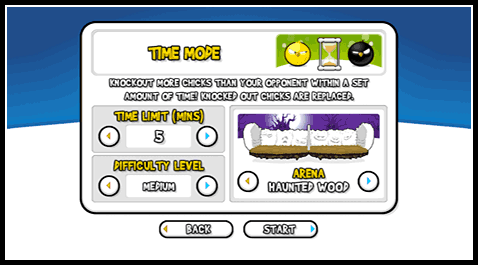 TIME MODE
KNOCKOUT MORE CHICKS THAN YOUR OPPONENT WITHIN A SET
AMOUNT OF TIME! KNOCKED OUT CHICKS ARE REPLACED.
TIME LIMIT (MINS)
5
DIFFICULTY LEVEL
MEDIUM
ARENA
HAUNTED WOOD
BACK
START